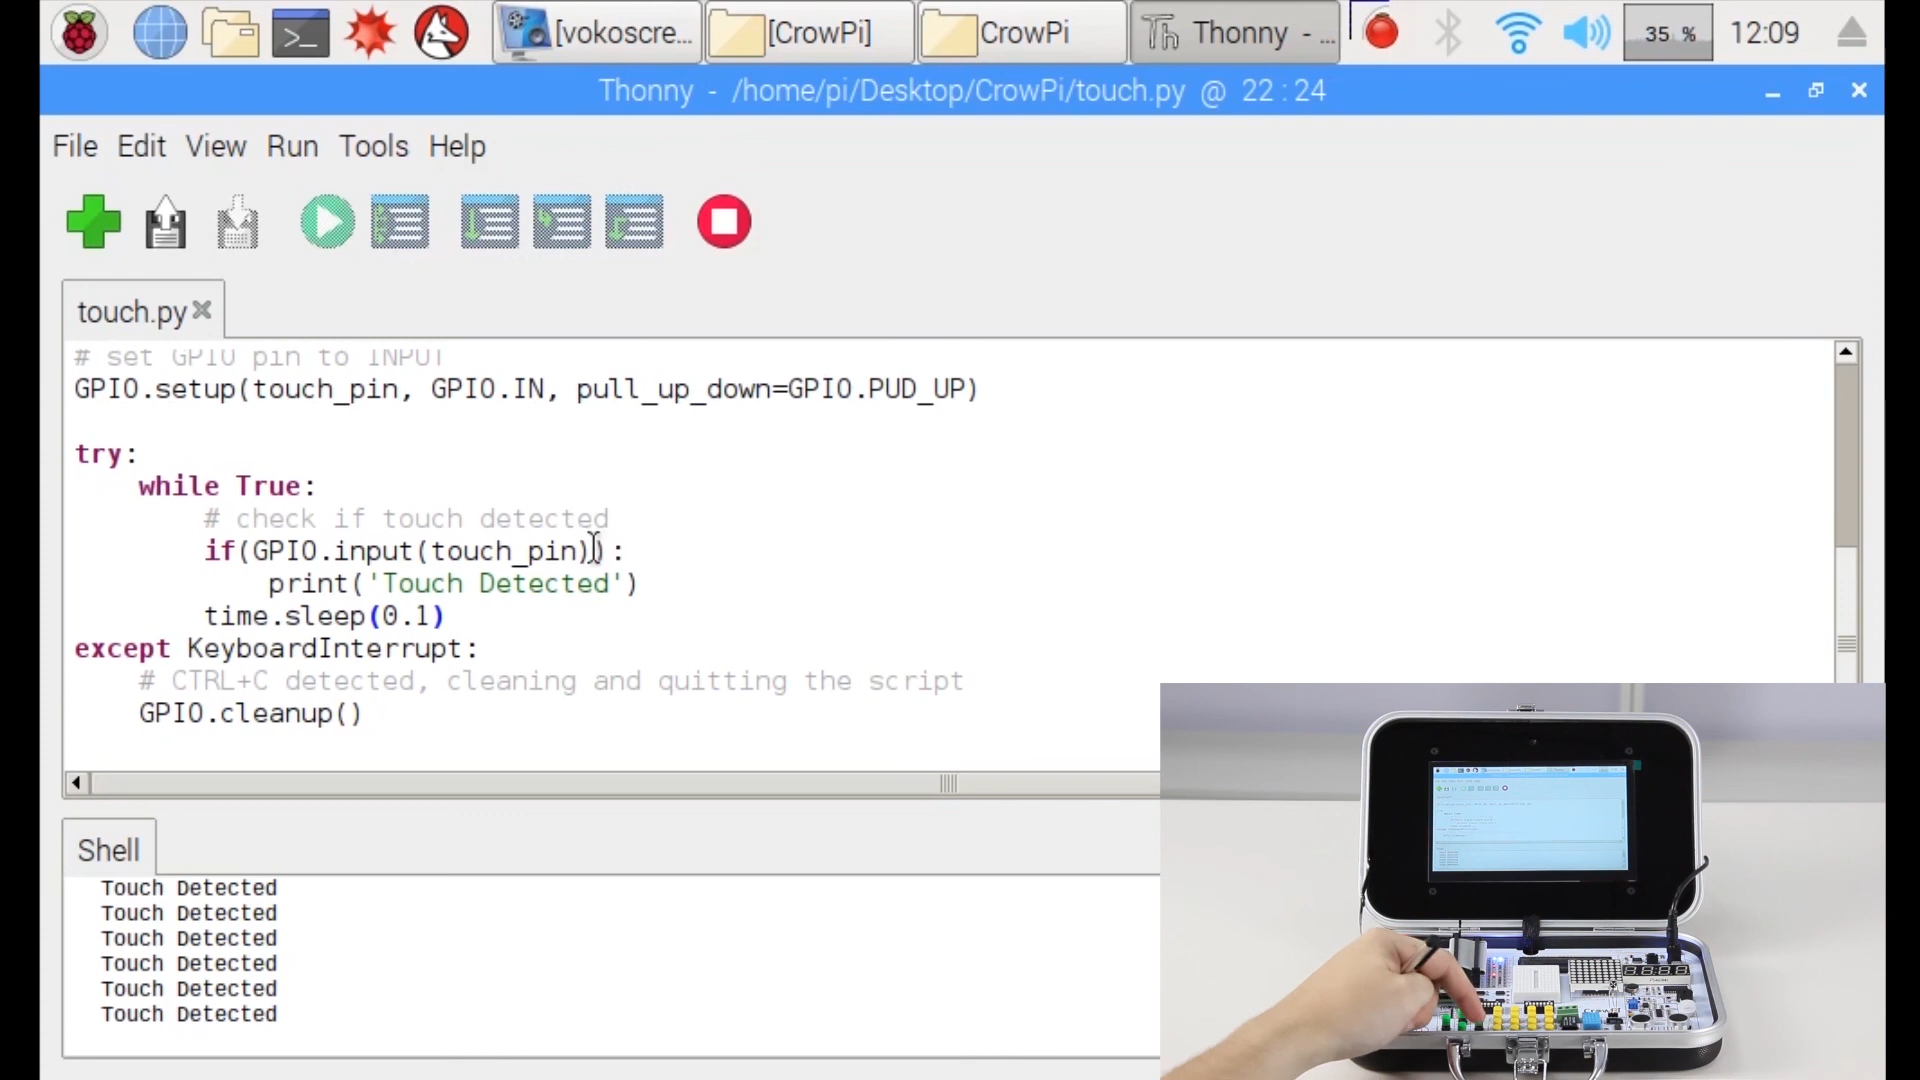 [vokoscre...
[CrowPi]
CrowPi
Thonny - ...
35 %
12:09
Thonny - /home/pi/Desktop/CrowPi/touch.py @ 22 : 24
File Edit View Run Tools Help
touch.py
# set GPIO pin to INPUT
GPIO.setup(touch_pin, GPIO.IN, pull_up_down=GPIO.PUD_UP)
try:
while True:
# check if touch detected
if(GPIO.input(touch_pin)):
print('Touch Detected')
time.sleep(0.1)
except KeyboardInterrupt:
# CTRL+C detected, cleaning and quitting the script
GPIO.cleanup()
Shell
Touch Detected
Touch Detected
Touch Detected
Touch Detected
Touch Detected
Touch Detected